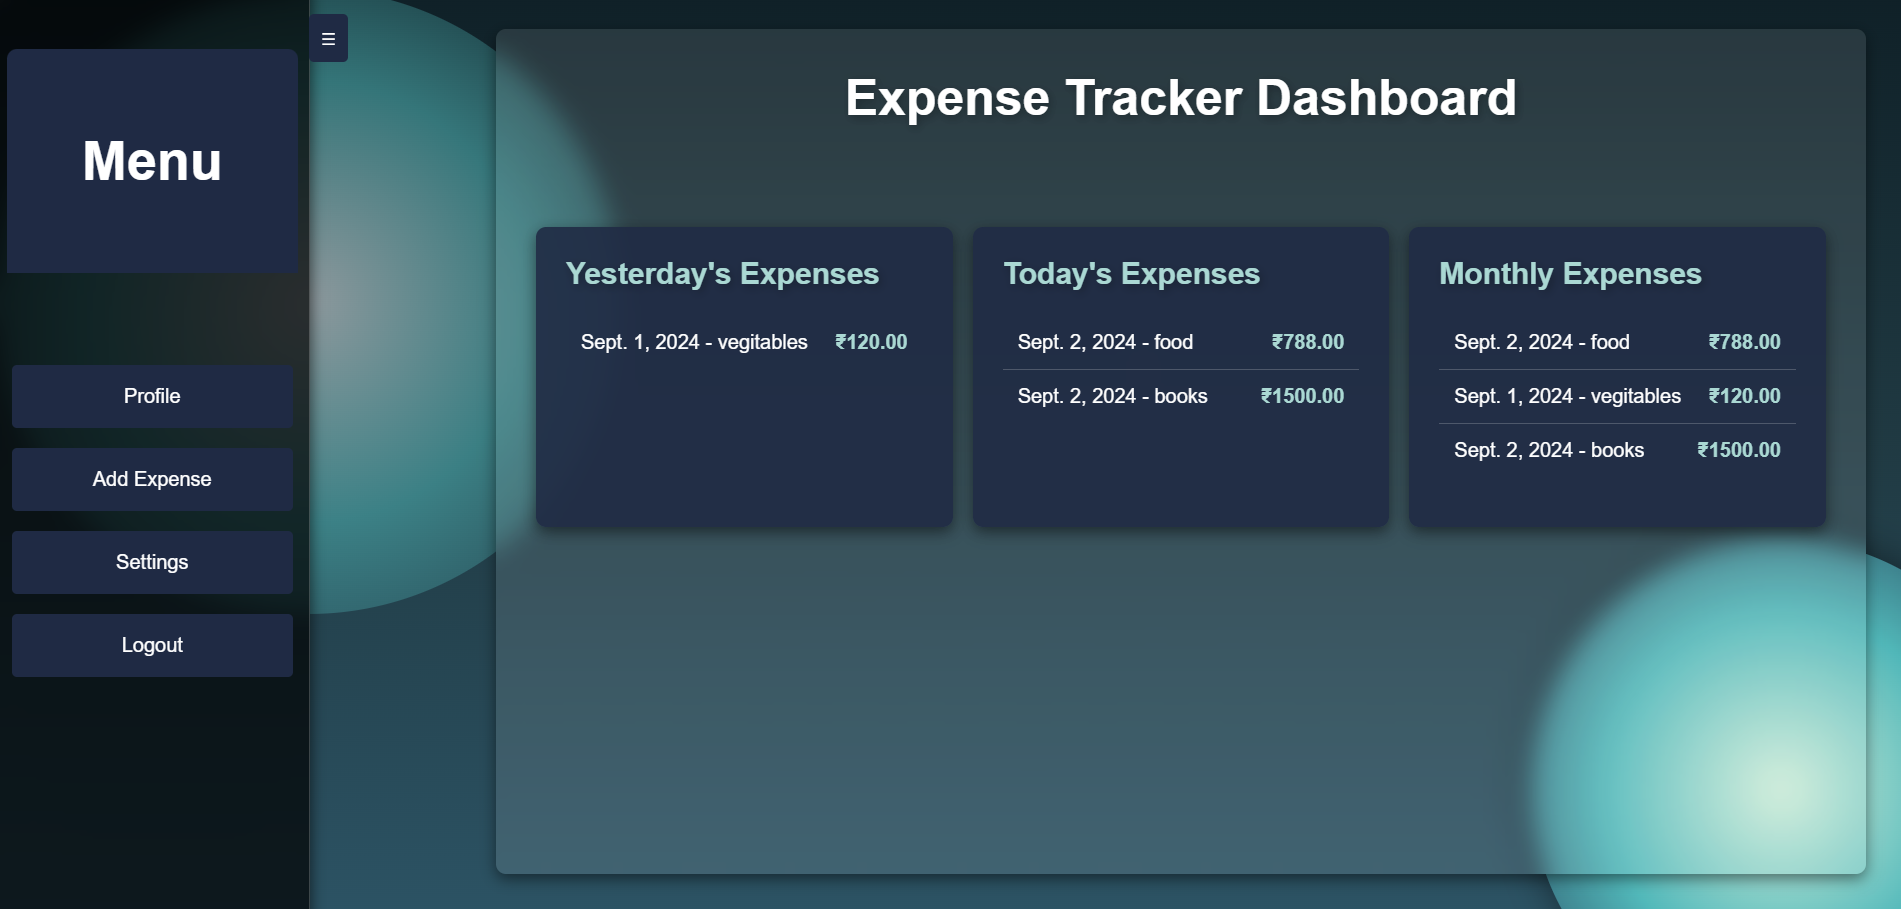 ☰
Menu
Profile
Add Expense
Settings
Logout
Expense Tracker Dashboard
Yesterday's Expenses
Sept. 1, 2024 - vegitables ₹120.00
Today's Expenses
Sept. 2, 2024 - food ₹788.00
Sept. 2, 2024 - books ₹1500.00
Monthly Expenses
Sept. 2, 2024 - food ₹788.00
Sept. 1, 2024 - vegitables ₹120.00
Sept. 2, 2024 - books ₹1500.00